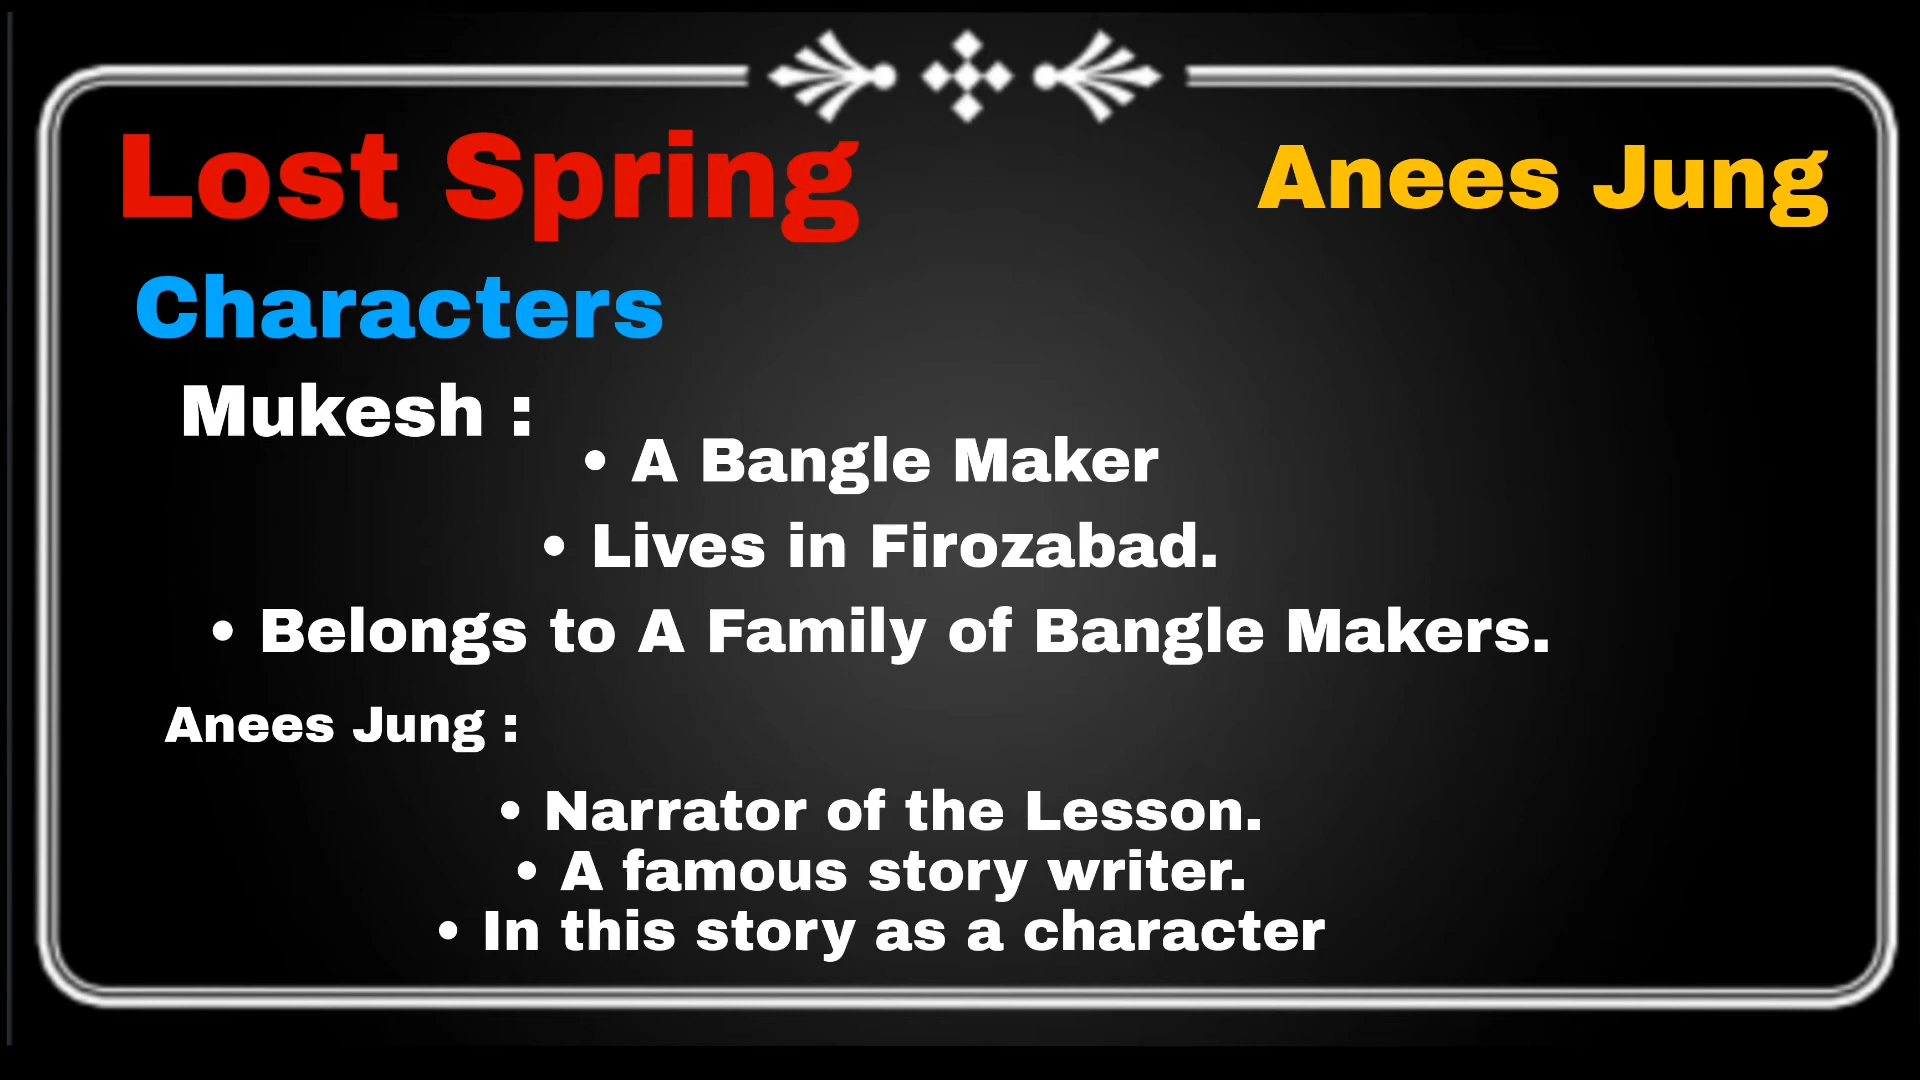 Lost Spring
Anees Jung
Characters
Mukesh :
• A Bangle Maker
• Lives in Firozabad.
• Belongs to A Family of Bangle Makers.
Anees Jung :
• Narrator of the Lesson.
• A famous story writer.
• In this story as a character